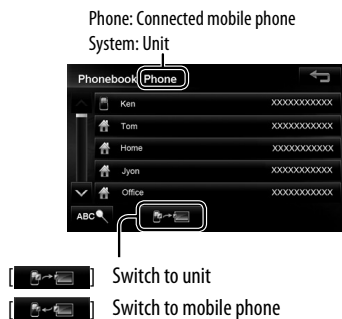 Phone: Connected mobile phone
System: Unit
Phonebook Phone
Ken XXXXXXXXXXX
Tom XXXXXXXXXXX
Home XXXXXXXXXXX
Jyon XXXXXXXXXXX
Office XXXXXXXXXXX
ABC
[ ] Switch to unit
[ ] Switch to mobile phone